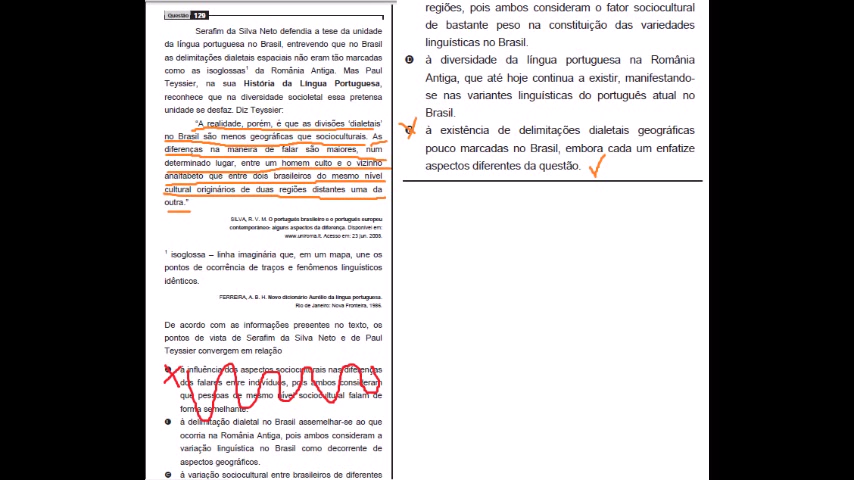 Questão 129
Serafim da Silva Neto defendia a tese da unidade
da língua portuguesa no Brasil, entrevendo que no Brasil
as delimitações dialetais espaciais não eram tão marcadas
como as isoglossas¹ da România Antiga. Mas Paul
Teyssier, na sua História da Língua Portuguesa,
reconhece que na diversidade socioletal essa pretensa
unidade se desfaz. Diz Teyssier:
"A realidade, porém, é que as divisões 'dialetais'
no Brasil são menos geográficas que socioculturais. As
diferenças na maneira de falar são maiores, num
determinado lugar, entre um homem culto e o vizinho
analfabeto que entre dois brasileiros do mesmo nível
cultural originários de duas regiões distantes uma da
outra."
SILVA, R. V. M. O português brasileiro e o português europeu
contemporâneo: alguns aspectos da diferença. Disponível em:
www.uniroma.it. Acesso em: 23 jun. 2008.
¹ isoglossa – linha imaginária que, em um mapa, une os
pontos de ocorrência de traços e fenômenos linguísticos
idênticos.
FERREIRA, A. B. H. Novo dicionário Aurélio da língua portuguesa.
Rio de Janeiro: Nova Fronteira, 1986.
De acordo com as informações presentes no texto, os
pontos de vista de Serafim da Silva Neto e de Paul
Teyssier convergem em relação
à influência dos aspectos socioculturais nas diferenças
dos falares entre indivíduos, pois ambos consideram
que pessoas de mesmo nível sociocultural falam de
forma semelhante.
B à delimitação dialetal no Brasil assemelhar-se ao que
ocorria na România Antiga, pois ambos consideram a
variação linguística no Brasil como decorrente de
aspectos geográficos.
C à variação sociocultural entre brasileiros de diferentes
regiões, pois ambos consideram o fator sociocultural
de bastante peso na constituição das variedades
linguísticas no Brasil.
D à diversidade da língua portuguesa na România
Antiga, que até hoje continua a existir, manifestando-
se nas variantes linguísticas do português atual no
Brasil.
à existência de delimitações dialetais geográficas
pouco marcadas no Brasil, embora cada um enfatize
aspectos diferentes da questão.